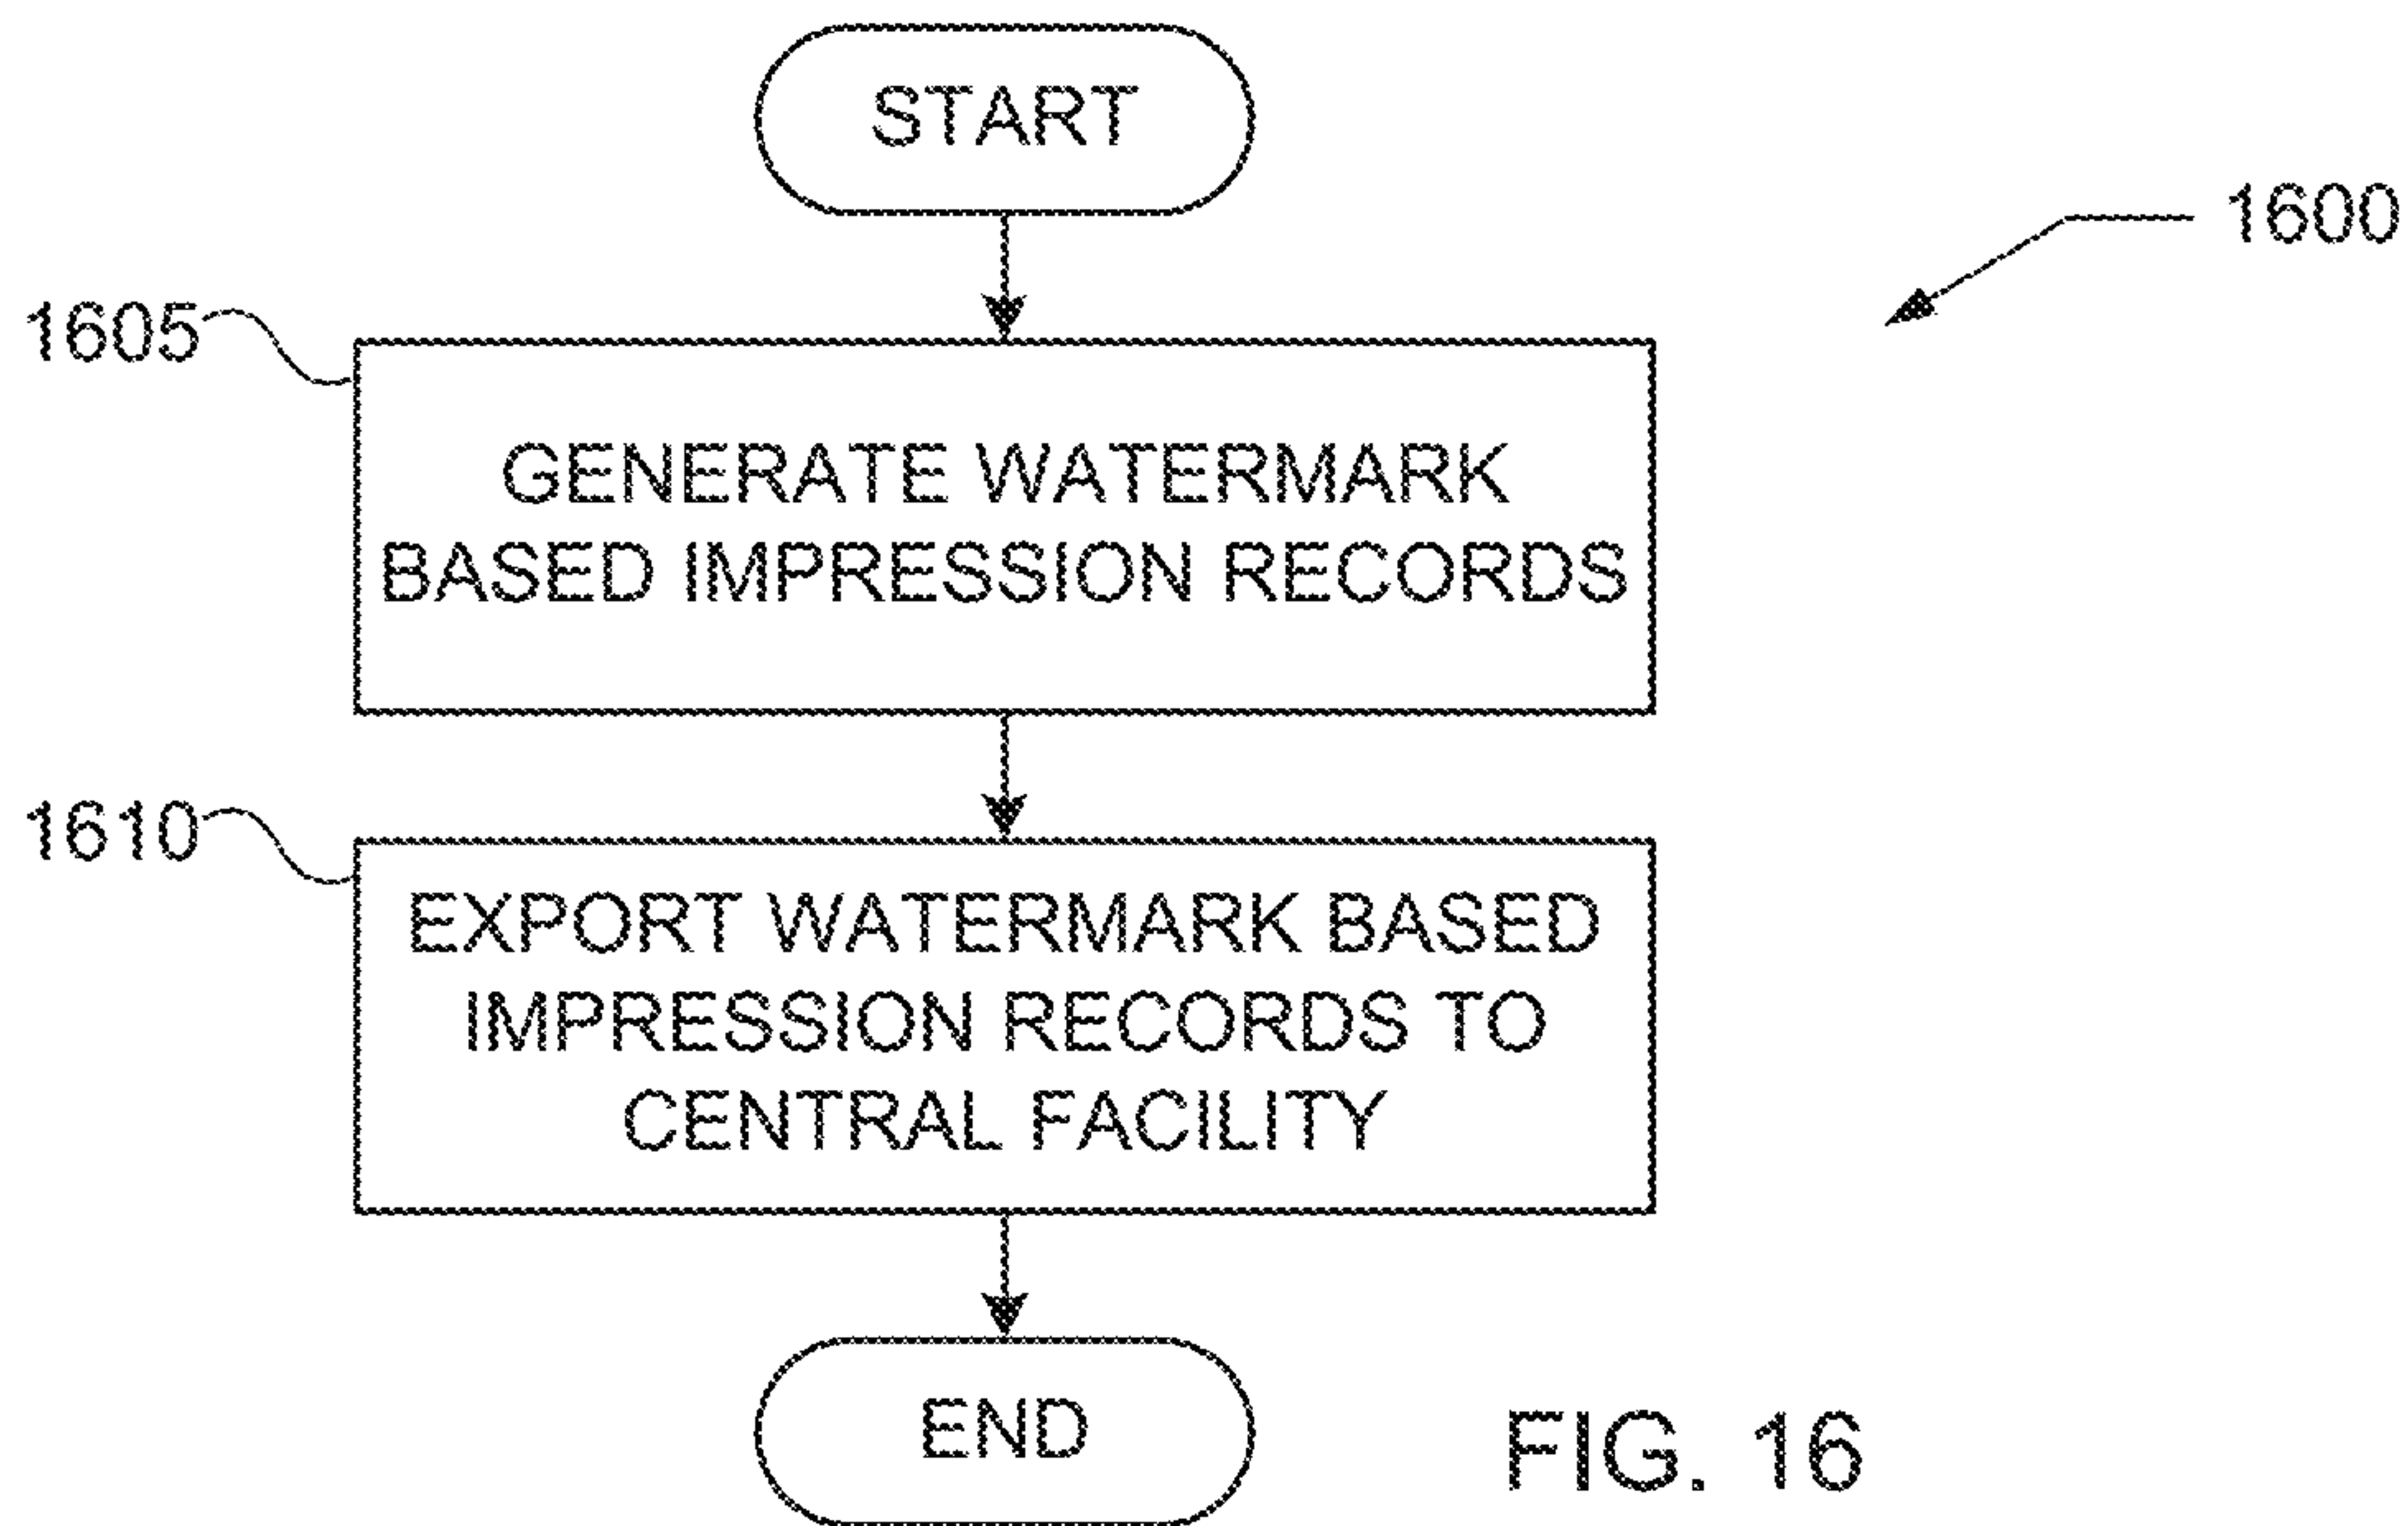 START
1600
1605
GENERATE WATERMARK
BASED IMPRESSION RECORDS
1610
EXPORT WATERMARK BASED
IMPRESSION RECORDS TO
CENTRAL FACILITY
END
FIG. 16